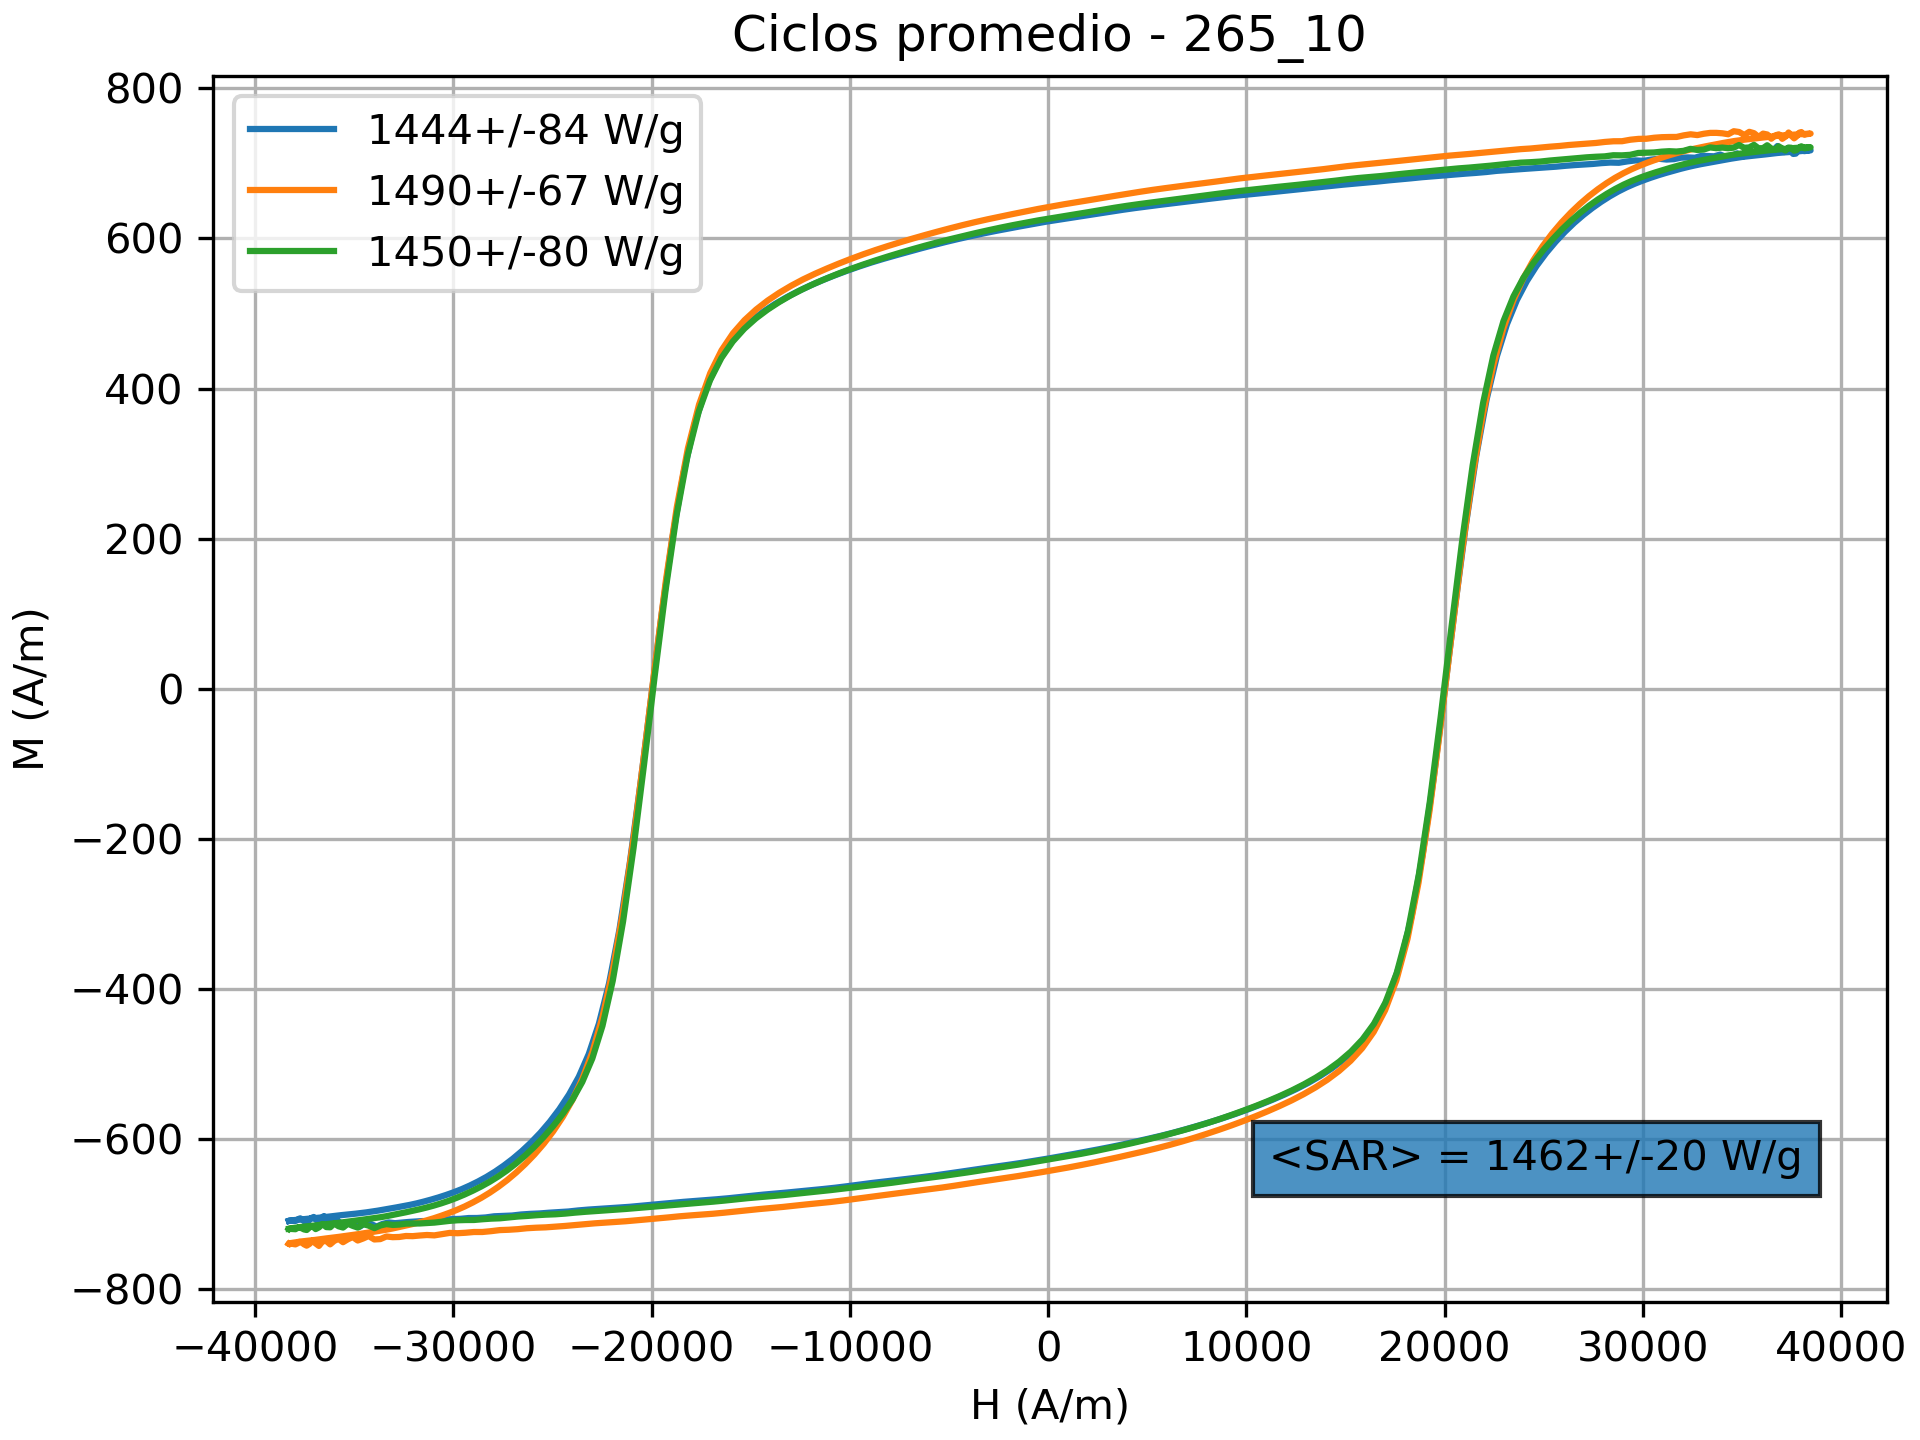 Ciclos promedio - 265_10
1444+/-84 W/g
1490+/-67 W/g
1450+/-80 W/g
<SAR> = 1462+/-20 W/g
M (A/m)
800
600
400
200
0
−200
−400
−600
−800
−40000 −30000 −20000 −10000 0 10000 20000 30000 40000
H (A/m)